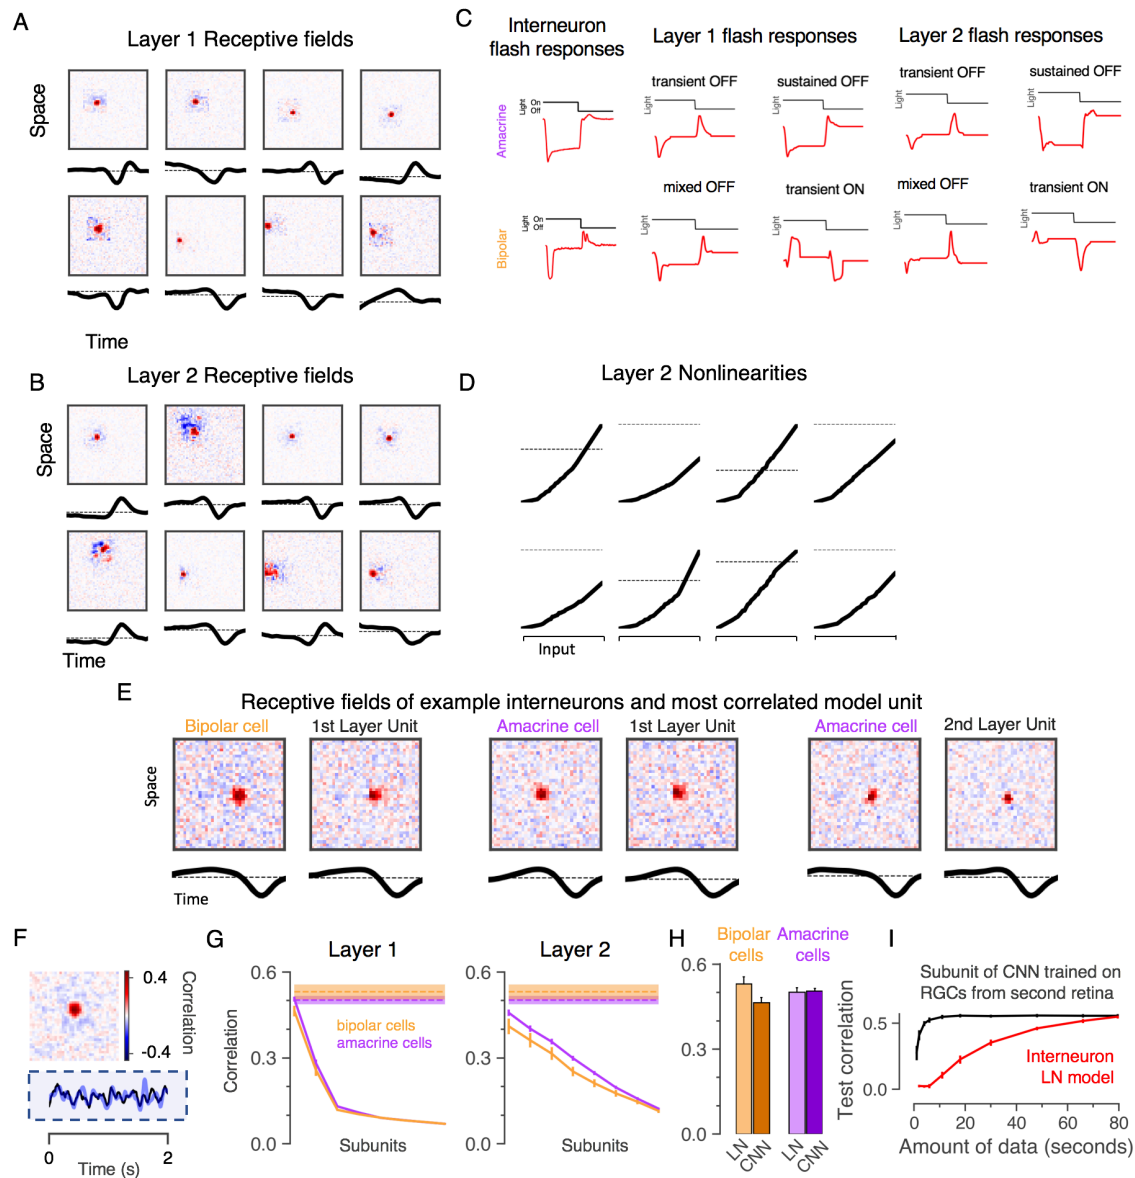 A
Layer 1 Receptive fields
Space
Time
B
Layer 2 Receptive fields
Space
Time
C
Interneuron
flash responses
Layer 1 flash responses
Layer 2 flash responses
Amacrine
Light On
Off
transient OFF
Light
sustained OFF
Light
transient OFF
Light
sustained OFF
Light
Bipolar
Light On
Off
mixed OFF
Light
transient ON
Light
mixed OFF
Light
transient ON
Light
D
Layer 2 Nonlinearities
Input
E
Receptive fields of example interneurons and most correlated model unit
Bipolar cell
1st Layer Unit
Amacrine cell
1st Layer Unit
Amacrine cell
2nd Layer Unit
Space
Time
F
0.4
-0.4
Correlation
0
2
Time (s)
G
Layer 1
Layer 2
Correlation
0.6
0.3
0.0
bipolar cells
amacrine cells
Subunits
0.6
0.3
0.0
Subunits
H
Bipolar
cells
Amacrine
cells
0.6
0.3
0.0
LN
CNN
LN
CNN
I
Test correlation
Subunit of CNN trained on
RGCs from second retina
0.5
0.0
Interneuron
LN model
0
20
40
60
80
Amount of data (seconds)